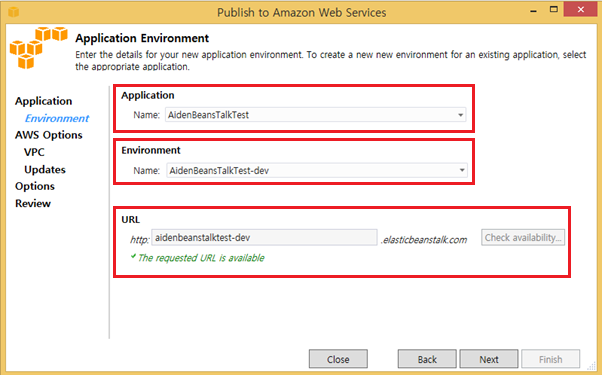 Publish to Amazon Web Services
Application Environment
Enter the details for your new application environment. To create a new new environment for an existing application, select
the appropriate application.
Application
Environment
AWS Options
VPC
Updates
Options
Review
Application
Name: AidenBeansTalkTest
Environment
Name: AidenBeansTalkTest-dev
URL
http: aidenbeanstalktest-dev .elasticbeanstalk.com Check availability...
The requested URL is available
Close Back Next Finish